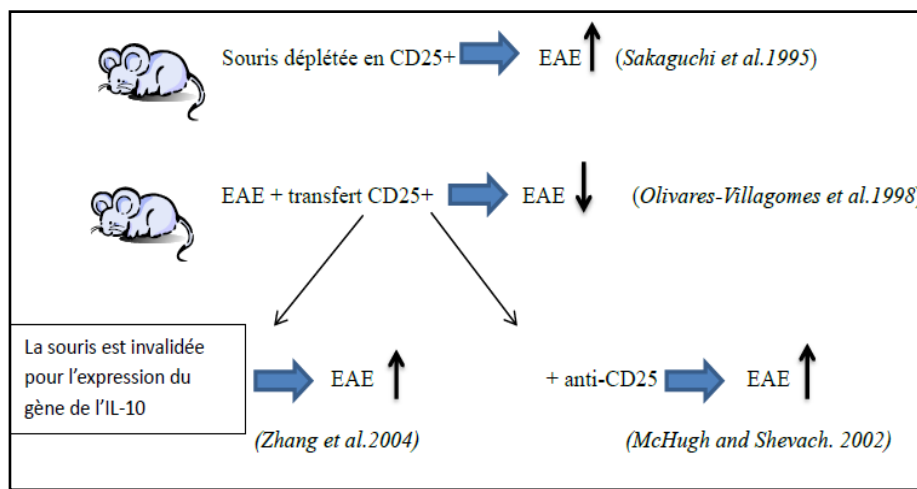 Souris déplétée en CD25+ EAE (Sakaguchi et al.1995)
EAE + transfert CD25+ EAE (Olivares-Villagomes et al.1998)
La souris est invalidée
pour l'expression du
gène de l'IL-10
EAE
+ anti-CD25 EAE
(Zhang et al.2004)
(McHugh and Shevach. 2002)